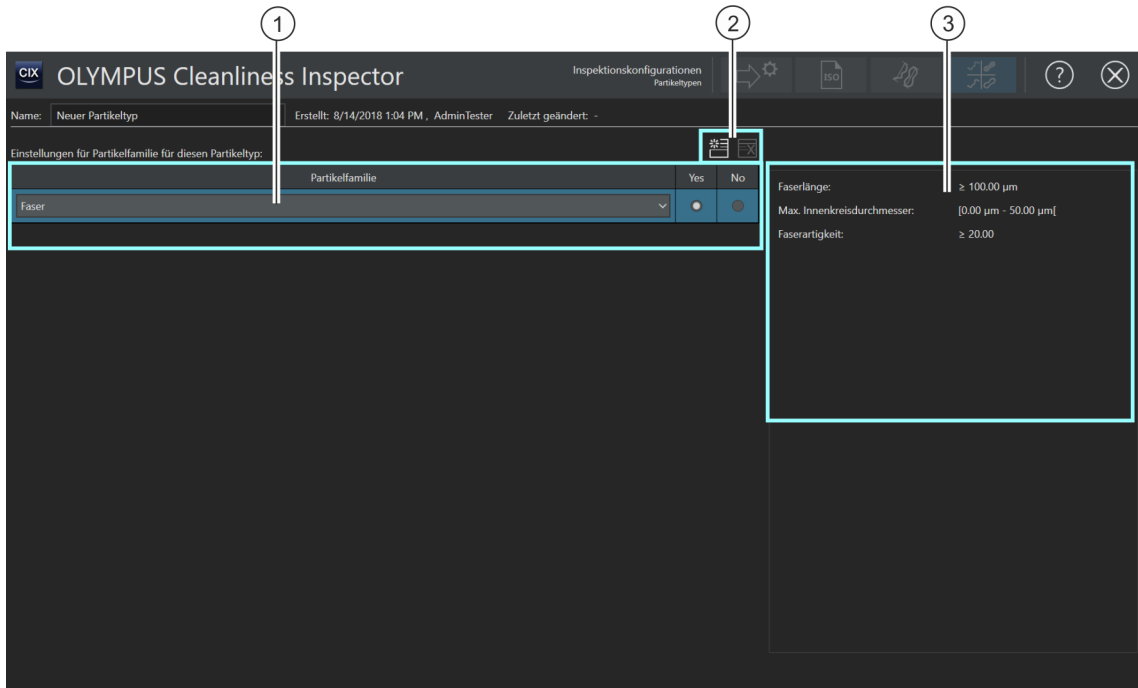 1 2 3
CIX OLYMPUS Cleanliness Inspector Inspektionskonfigurationen ISO ?
Partikeltypen
Name: Neuer Partikeltyp Erstellt: 8/14/2018 1:04 PM , AdminTester Zuletzt geändert: -
Einstellungen für Partikelfamilie für diesen Partikeltyp:
Partikelfamilie Yes No
Faser
Faserlänge: ≥ 100.00 µm
Max. Innenkreisdurchmesser: [0.00 µm - 50.00 µm[
Faserartigkeit: ≥ 20.00